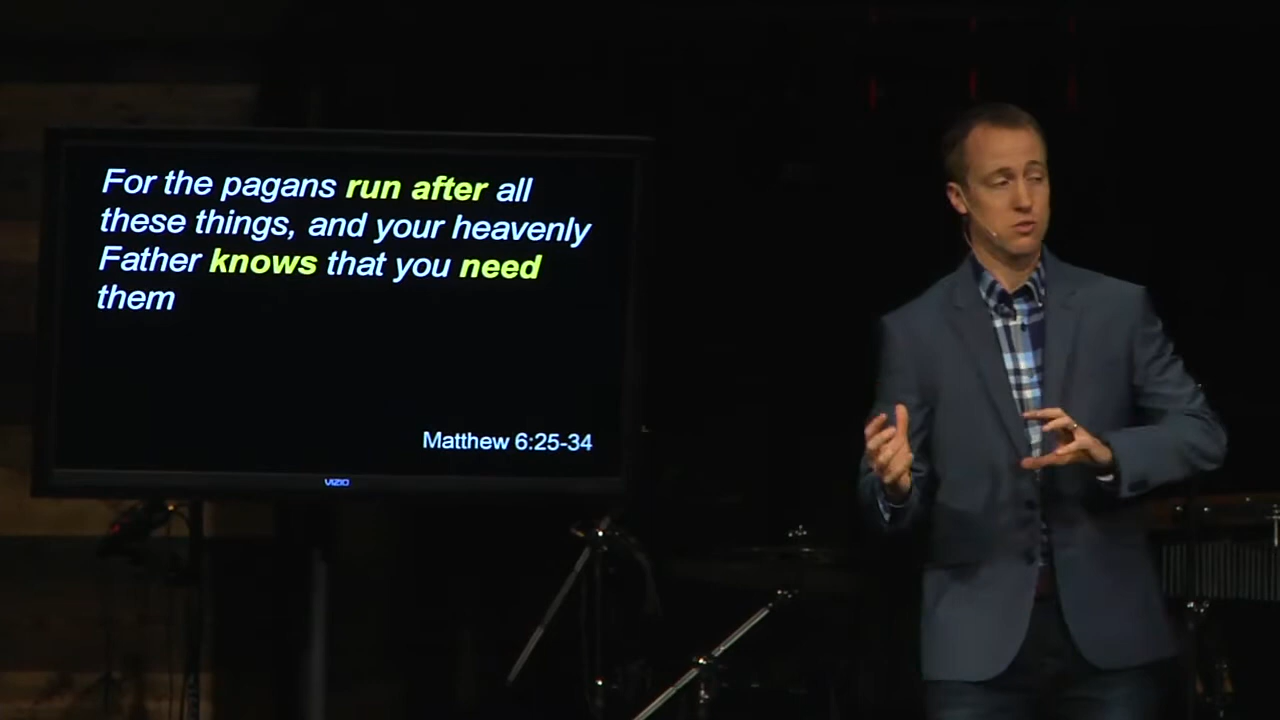 For the pagans run after all
these things, and your heavenly
Father knows that you need
them
Matthew 6:25-34
VIZIO